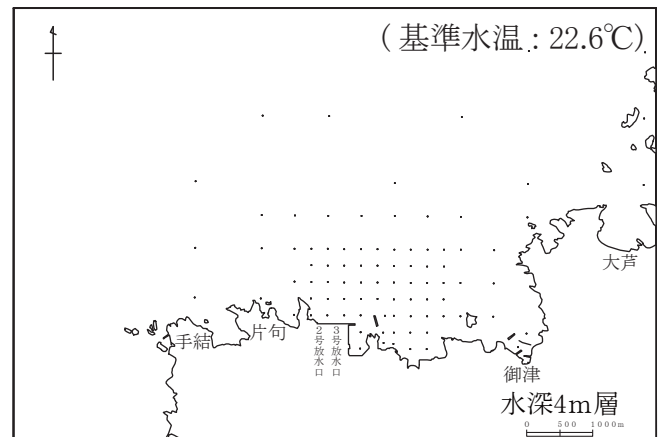 (基準水温：22.6℃)
大芦
手結
片句
2号放水口
3号放水口
御津
水深4m層
0 500 1000m